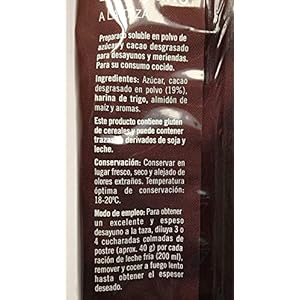 A LA TAZA
Preparado soluble en polvo de
azúcar y cacao desgrasado para
desayunos y meriendas.
Para su consumo cocido.
Ingredientes: Azúcar, cacao
desgrasado en polvo (19%),
harina de trigo, almidón de
maíz y aromas.
Este producto contiene gluten
de cereales y puede contener
trazas de derivados de soja y
leche.
Conservación: Conservar en
lugar fresco, seco y alejado de
olores extraños. Temperatura
óptima de conservación:
18-20°C.
Modo de empleo: Para obtener
un excelente y espeso
desayuno a la taza, diluya 3 o
4 cucharadas colmadas de
postre (aprox. 40 g) por cada
ración de leche fría (200 ml),
remover y cocer a fuego lento
hasta obtener el espesor
deseado.